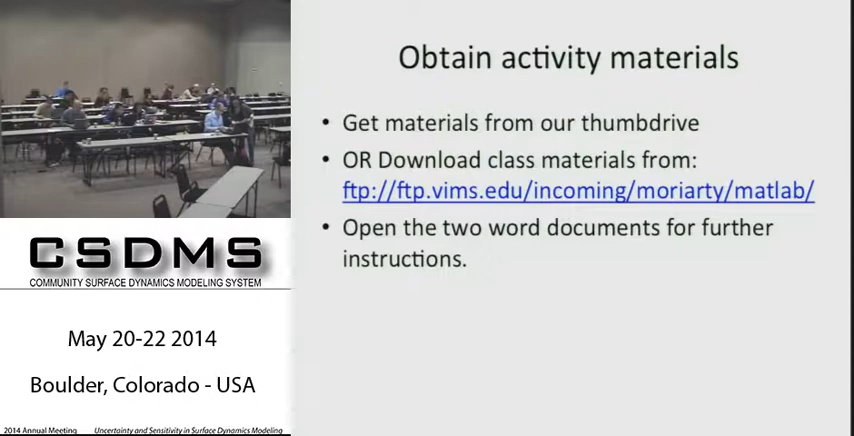 Obtain activity materials
• Get materials from our thumbdrive
• OR Download class materials from:
ftp://ftp.vims.edu/incoming/moriarty/matlab/
• Open the two word documents for further
instructions.
CSDMS
COMMUNITY SURFACE DYNAMICS MODELING SYSTEM
May 20-22 2014
Boulder, Colorado - USA
2014 Annual Meeting Uncertainty and Sensitivity in Surface Dynamics Modeling